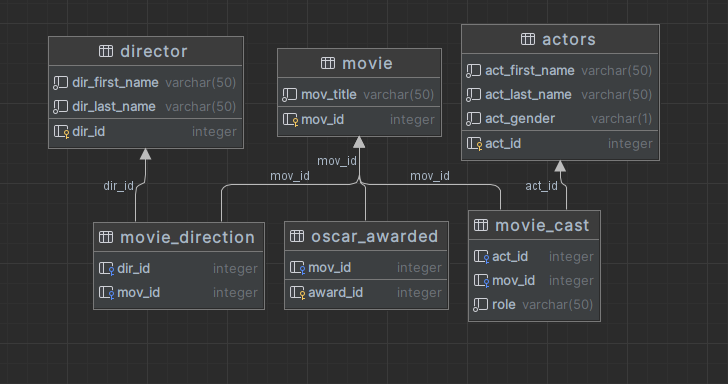 director
dir_first_name varchar(50)
dir_last_name varchar(50)
dir_id integer
movie
mov_title varchar(50)
mov_id integer
actors
act_first_name varchar(50)
act_last_name varchar(50)
act_gender varchar(1)
act_id integer
dir_id
mov_id
mov_id
mov_id
act_id
movie_direction
dir_id integer
mov_id integer
oscar_awarded
mov_id integer
award_id integer
movie_cast
act_id integer
mov_id integer
role varchar(50)